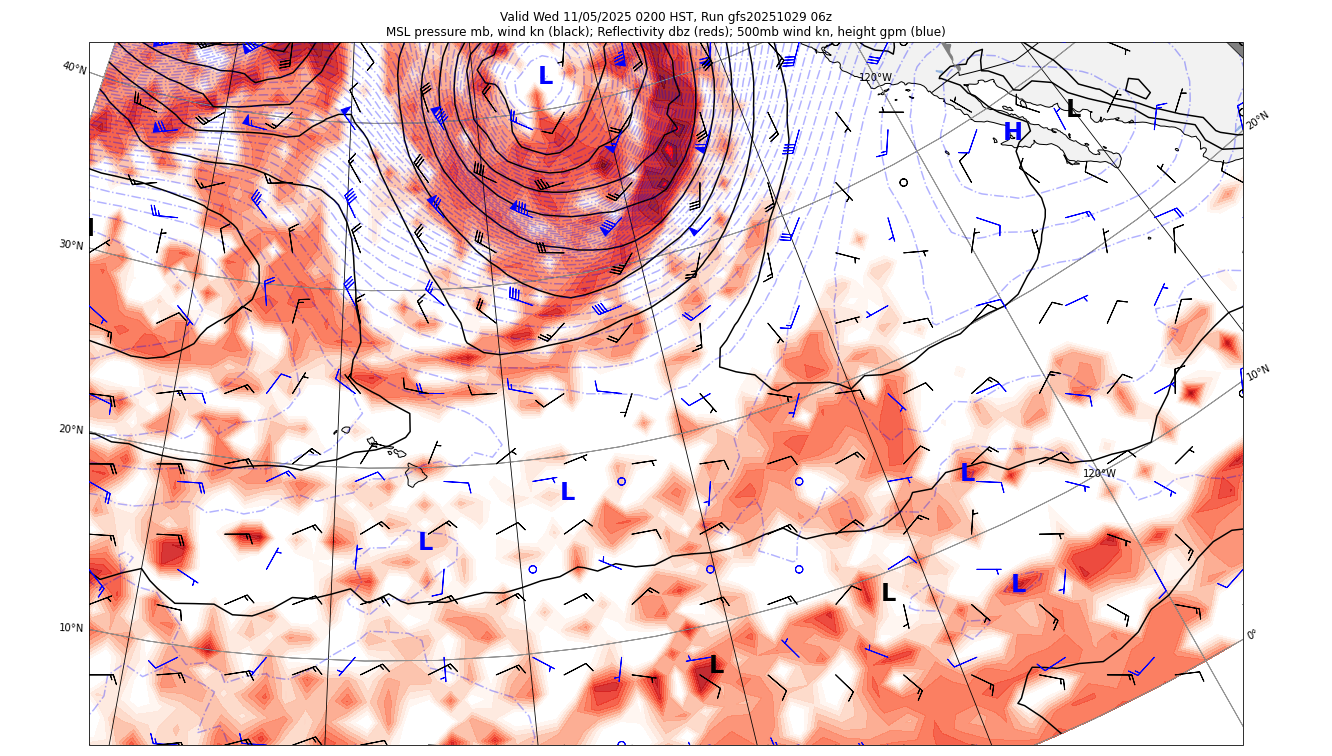 Valid Wed 11/05/2025 0200 HST, Run gfs20251029 06z
MSL pressure mb, wind kn (black); Reflectivity dbz (reds); 500mb wind kn, height gpm (blue)
40°N
L
120°W
L
H
20°N
30°N
10°N
20°N
L
L
120°W
L
L
L
10°N
0°
L